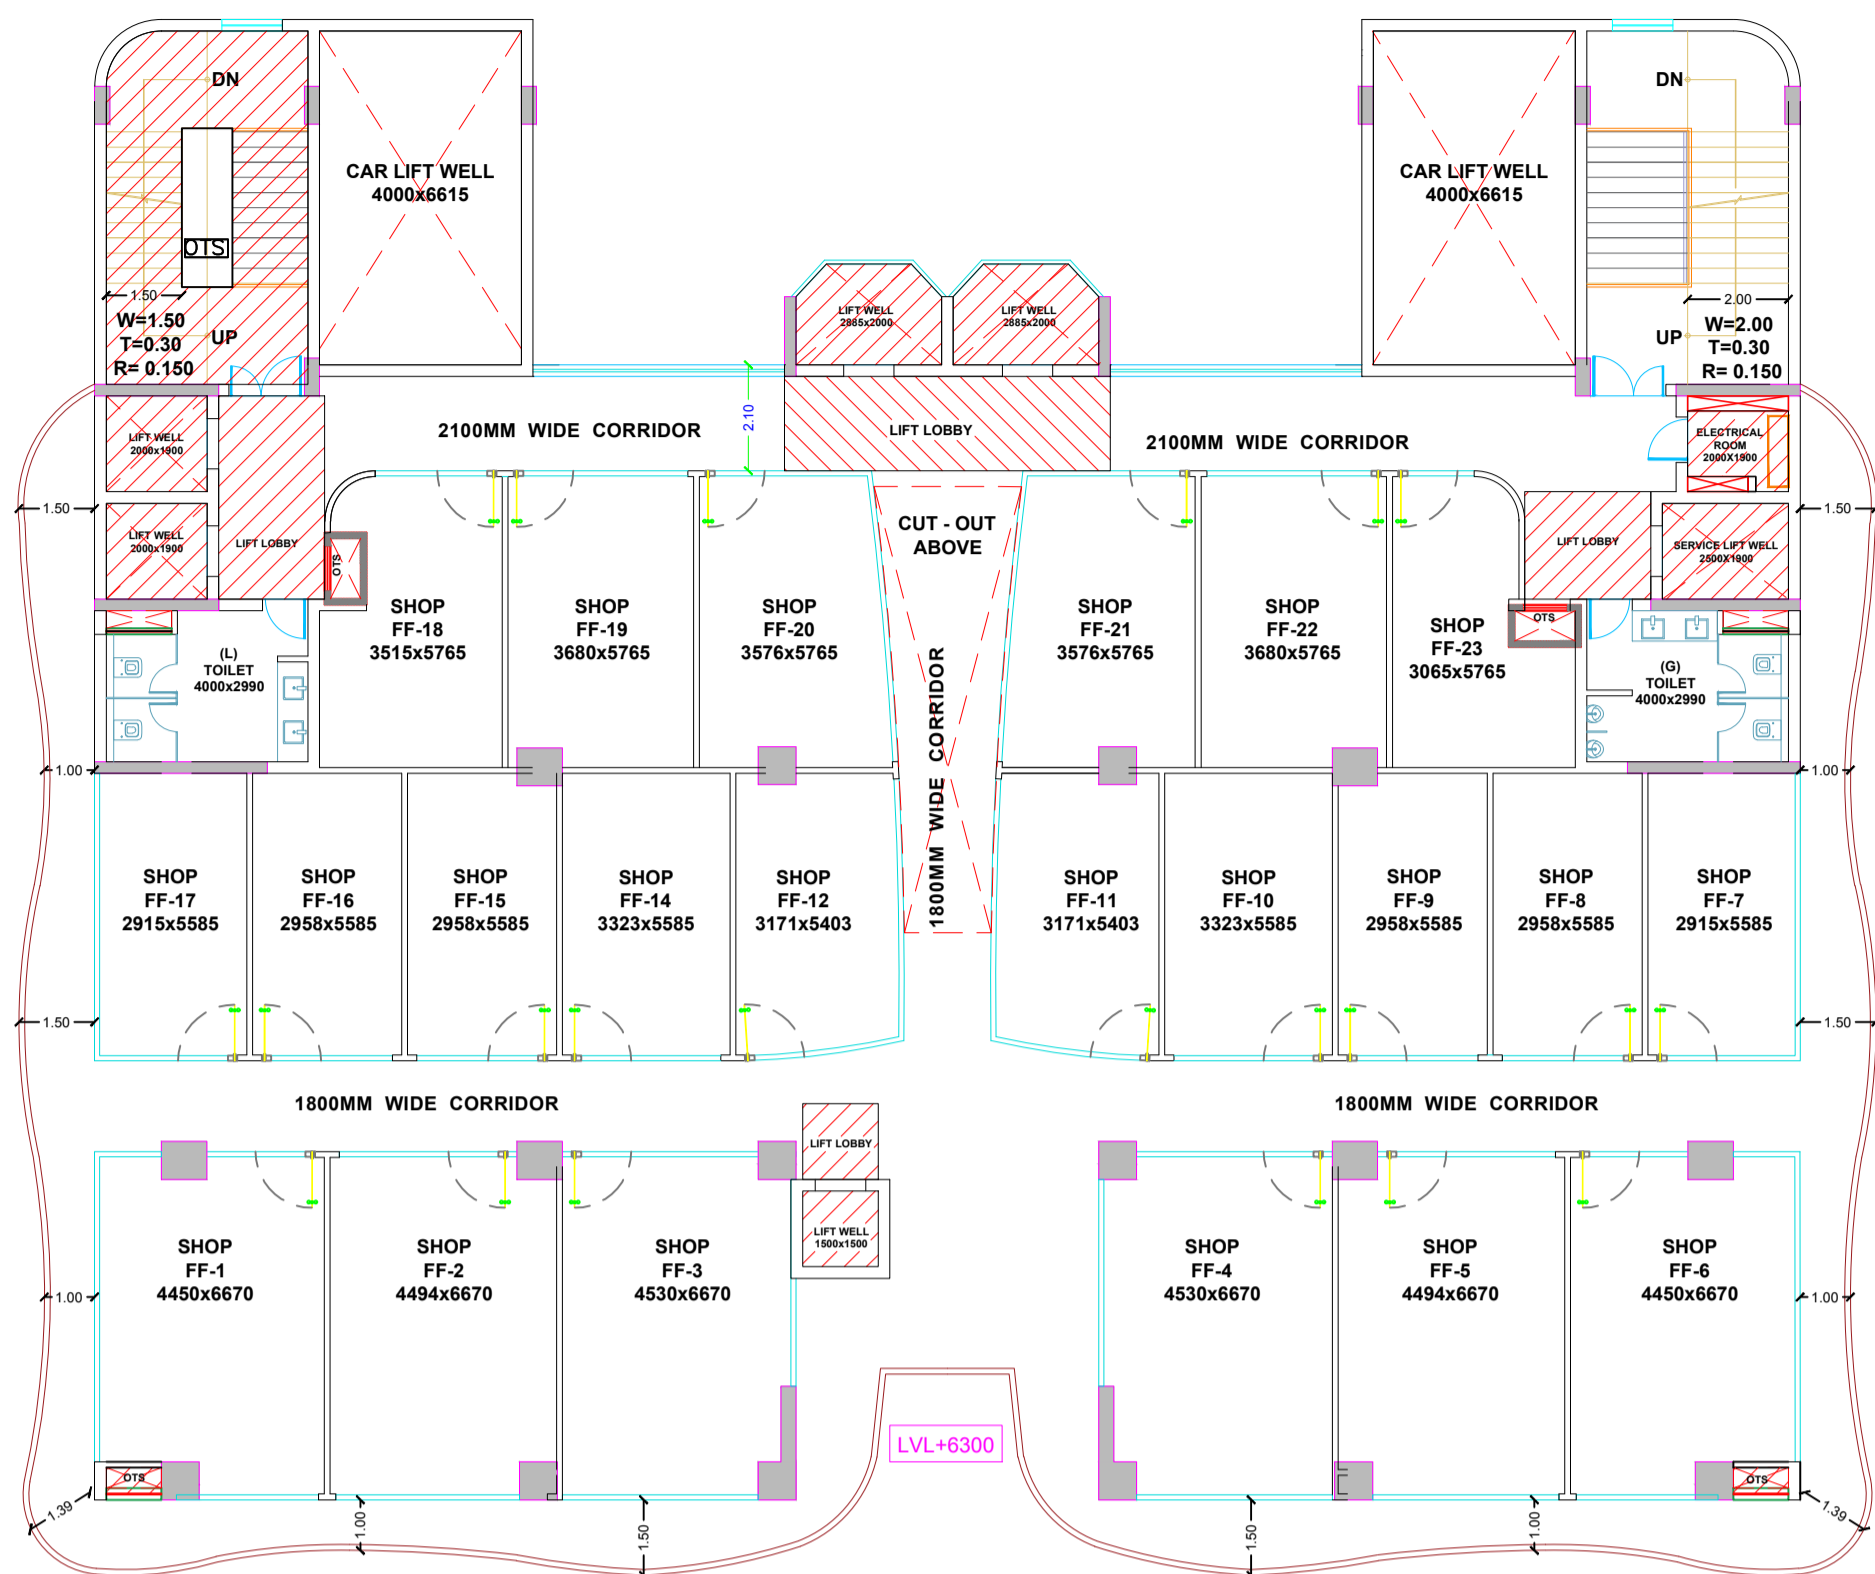 DN
DN
CAR LIFT WELL
4000x6615
CAR LIFT WELL
4000x6615
OTS
1.50
W=1.50
T=0.30
R= 0.150
UP
LIFT WELL
2885x2000
LIFT WELL
2885x2000
2.00
W=2.00
T=0.30
R= 0.150
UP
2.10
LIFT WELL
2000x1900
2100MM WIDE CORRIDOR
LIFT LOBBY
2100MM WIDE CORRIDOR
ELECTRICAL
ROOM
2000X1900
1.50
LIFT WELL
2000x1900
LIFT LOBBY
OTS
CUT - OUT
ABOVE
LIFT LOBBY
SERVICE LIFT WELL
2500X1900
1.50
SHOP
FF-18
3515x5765
SHOP
FF-19
3680x5765
SHOP
FF-20
3576x5765
SHOP
FF-21
3576x5765
SHOP
FF-22
3680x5765
SHOP
FF-23
3065x5765
OTS
(L)
TOILET
4000x2990
(G)
TOILET
4000x2990
1800MM WIDE CORRIDOR
1.00
1.00
SHOP
FF-17
2915x5585
SHOP
FF-16
2958x5585
SHOP
FF-15
2958x5585
SHOP
FF-14
3323x5585
SHOP
FF-12
3171x5403
SHOP
FF-11
3171x5403
SHOP
FF-10
3323x5585
SHOP
FF-9
2958x5585
SHOP
FF-8
2958x5585
SHOP
FF-7
2915x5585
1.50
1.50
1800MM WIDE CORRIDOR
1800MM WIDE CORRIDOR
LIFT LOBBY
LIFT WELL
1500x1500
SHOP
FF-1
4450x6670
SHOP
FF-2
4494x6670
SHOP
FF-3
4530x6670
SHOP
FF-4
4530x6670
SHOP
FF-5
4494x6670
SHOP
FF-6
4450x6670
1.00
1.00
LVL+6300
OTS
OTS
1.39
1.00
1.50
1.50
1.00
1.39